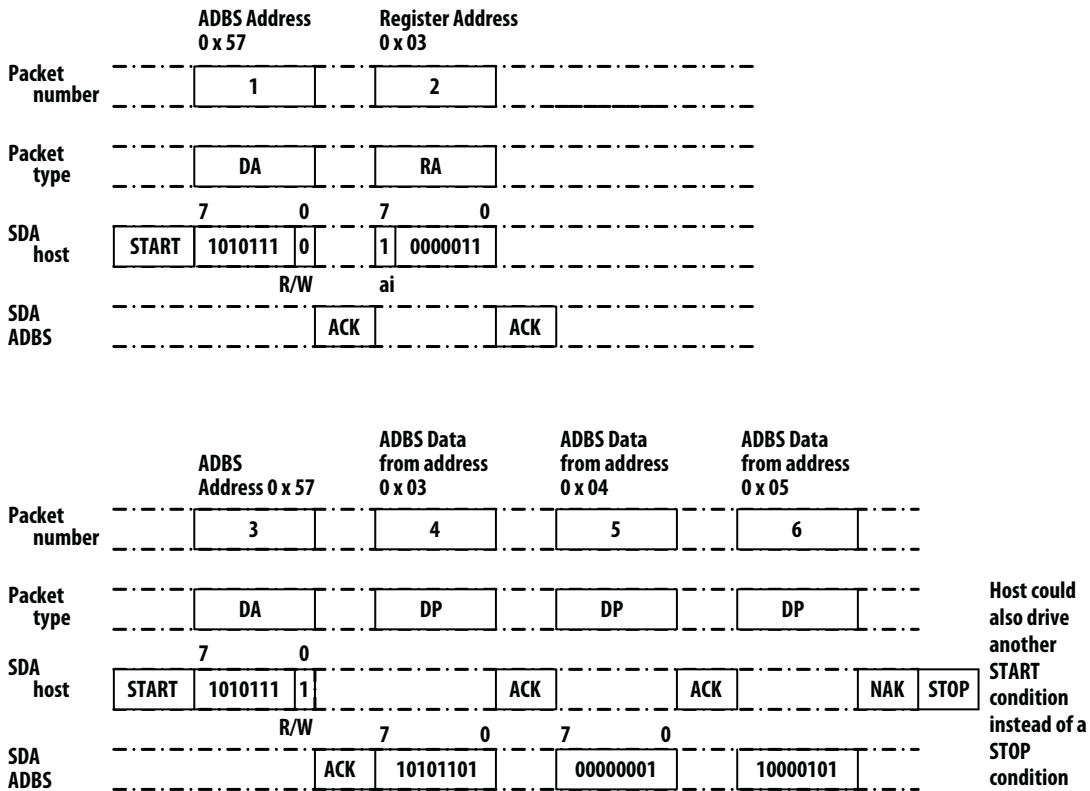 ADBS Address
0 x 57
Register Address
0 x 03
Packet
number
1
2
Packet
type
DA
RA
7 0 7 0
SDA
host
START 1010111 0 1 0000011
R/W ai
SDA
ADBS
ACK ACK
ADBS
Address 0 x 57
ADBS Data
from address
0 x 03
ADBS Data
from address
0 x 04
ADBS Data
from address
0 x 05
Packet
number
3 4 5 6
Packet
type
DA DP DP DP
7 0
SDA
host
START 1010111 1 ACK ACK NAK STOP
R/W
7 0 7 0
SDA
ADBS
ACK 10101101 00000001 10000101
Host could
also drive
another
START
condition
instead of a
STOP
condition